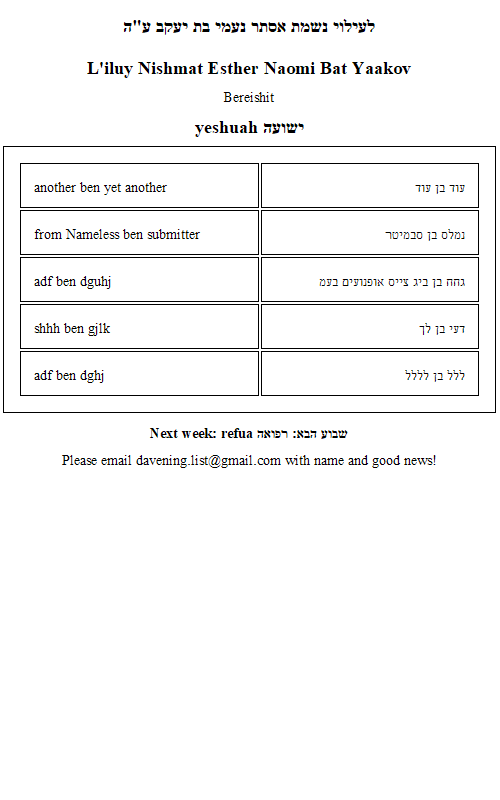 לעילוי נשמת אסתר נעמי בת יעקב ע"ה
L'iluy Nishmat Esther Naomi Bat Yaakov
Bereishit
yeshuah ישועה
another ben yet another עוד בן עוד
from Nameless ben submitter נמלס בן סבמיטר
adf ben dguhj גחח בן ביג צייס אופנועים בעמ
shhh ben gjlk דעי בן לך
adf ben dghj ללל בן לללל
Next week: refua שבוע הבא: רפואה
Please email davening.list@gmail.com with name and good news!